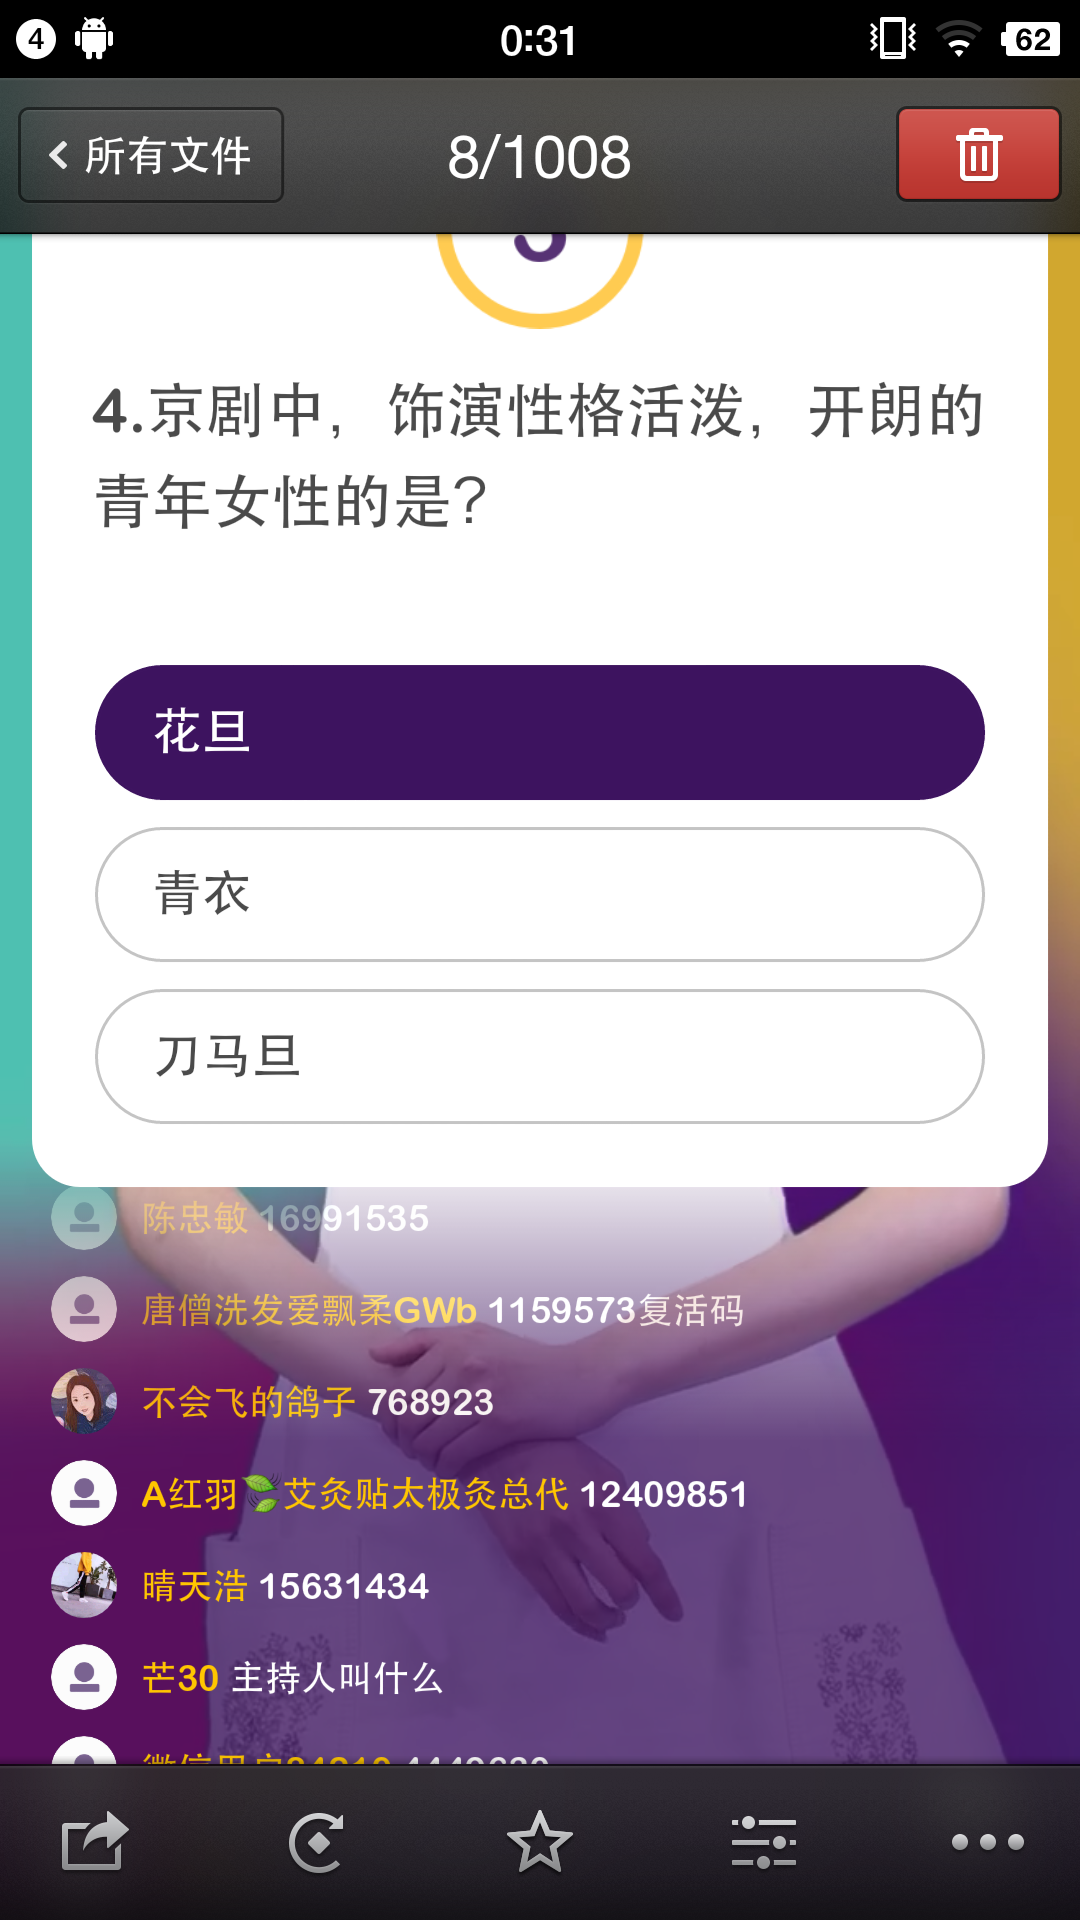 4
0:31
62
所有文件
8/1008
4.京剧中，饰演性格活泼，开朗的
青年女性的是？
花旦
青衣
刀马旦
陈忠敏 16991535
唐僧洗发爱飘柔GWb 1159573复活码
不会飞的鸽子 768923
A红羽🍃艾灸贴太极灸总代 12409851
晴天浩 15631434
芒30 主持人叫什么